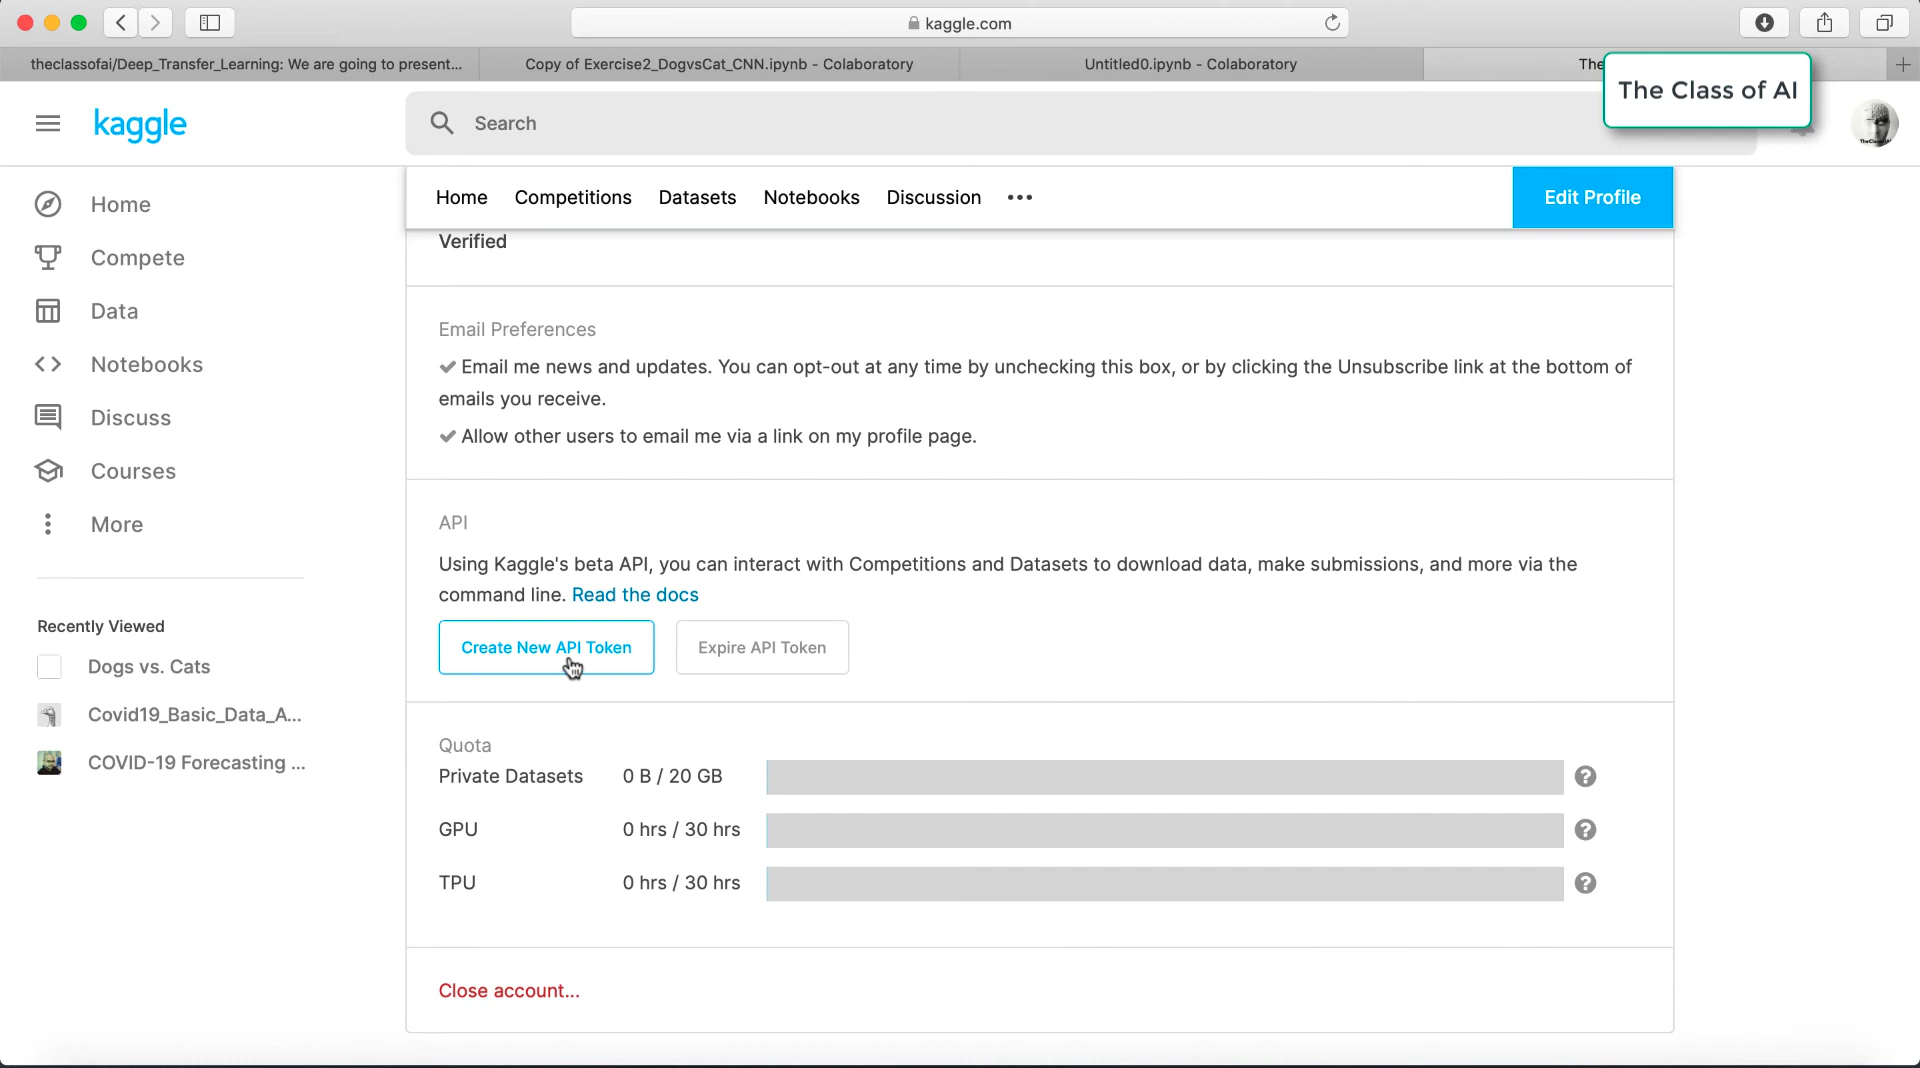 kaggle.com
theclassofai/Deep_Transfer_Learning: We are going to present...
Copy of Exercise2_DogvsCat_CNN.ipynb - Colaboratory
Untitled0.ipynb - Colaboratory
The
The Class of AI
kaggle
Search
Home
Competitions
Datasets
Notebooks
Discussion
Edit Profile
Home
Compete
Data
Notebooks
Discuss
Courses
More
Recently Viewed
Dogs vs. Cats
Covid19_Basic_Data_A...
COVID-19 Forecasting ...
Verified
Email Preferences
Email me news and updates. You can opt-out at any time by unchecking this box, or by clicking the Unsubscribe link at the bottom of
emails you receive.
Allow other users to email me via a link on my profile page.
API
Using Kaggle's beta API, you can interact with Competitions and Datasets to download data, make submissions, and more via the
command line. Read the docs
Create New API Token
Expire API Token
Quota
Private Datasets 0 B / 20 GB
GPU 0 hrs / 30 hrs
TPU 0 hrs / 30 hrs
Close account...